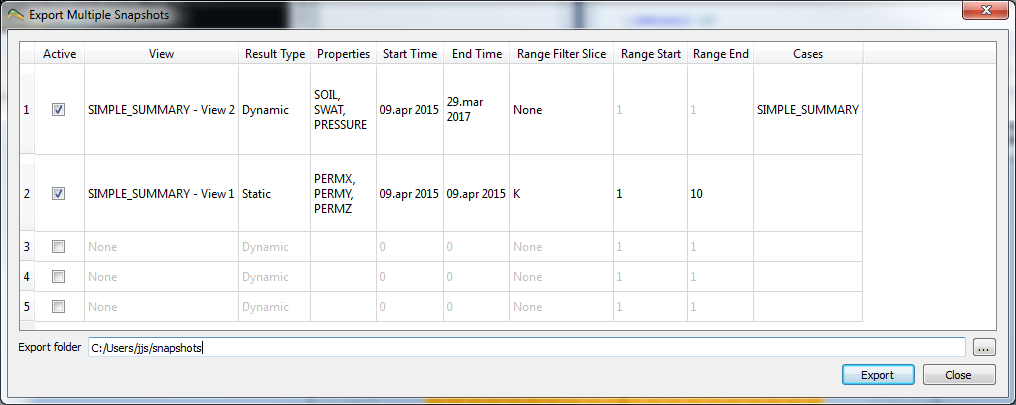 Export Multiple Snapshots
Active View Result Type Properties Start Time End Time Range Filter Slice Range Start Range End Cases
1 SIMPLE_SUMMARY - View 2 Dynamic SOIL, SWAT, PRESSURE 09.apr 2015 29.mar 2017 None 1 1 SIMPLE_SUMMARY
2 SIMPLE_SUMMARY - View 1 Static PERMX, PERMY, PERMZ 09.apr 2015 09.apr 2015 K 1 10
3 None Dynamic 0 0 None 1 1
4 None Dynamic 0 0 None 1 1
5 None Dynamic 0 0 None 1 1
Export folder C:/Users/jjs/snapshots ...
Export Close